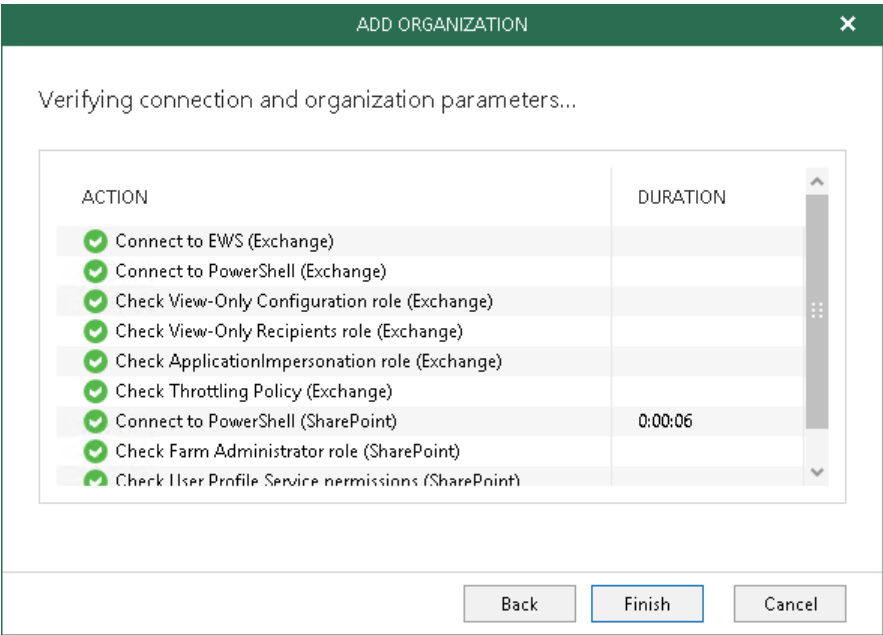 ADD ORGANIZATION
Verifying connection and organization parameters...
ACTION DURATION
Connect to EWS (Exchange)
Connect to PowerShell (Exchange)
Check View-Only Configuration role (Exchange)
Check View-Only Recipients role (Exchange)
Check ApplicationImpersonation role (Exchange)
Check Throttling Policy (Exchange)
Connect to PowerShell (SharePoint) 0:00:06
Check Farm Administrator role (SharePoint)
Check User Profile Service permissions (SharePoint)
Back Finish Cancel